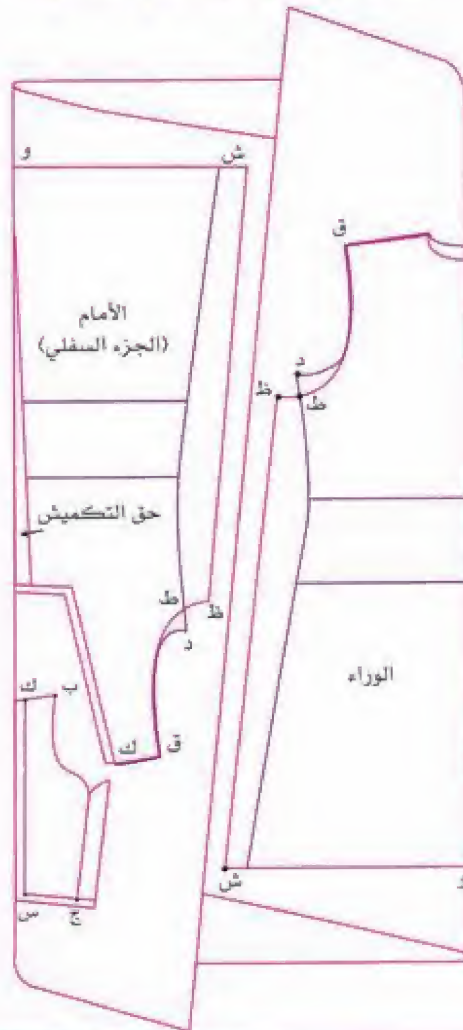 و
ش
ق
الأمام
(الجزء السفلي)
د
ظ
ط
حق التكميش
ط
ظ
د
الوراء
ك
ب
ك
ق
ش
و
س
ج